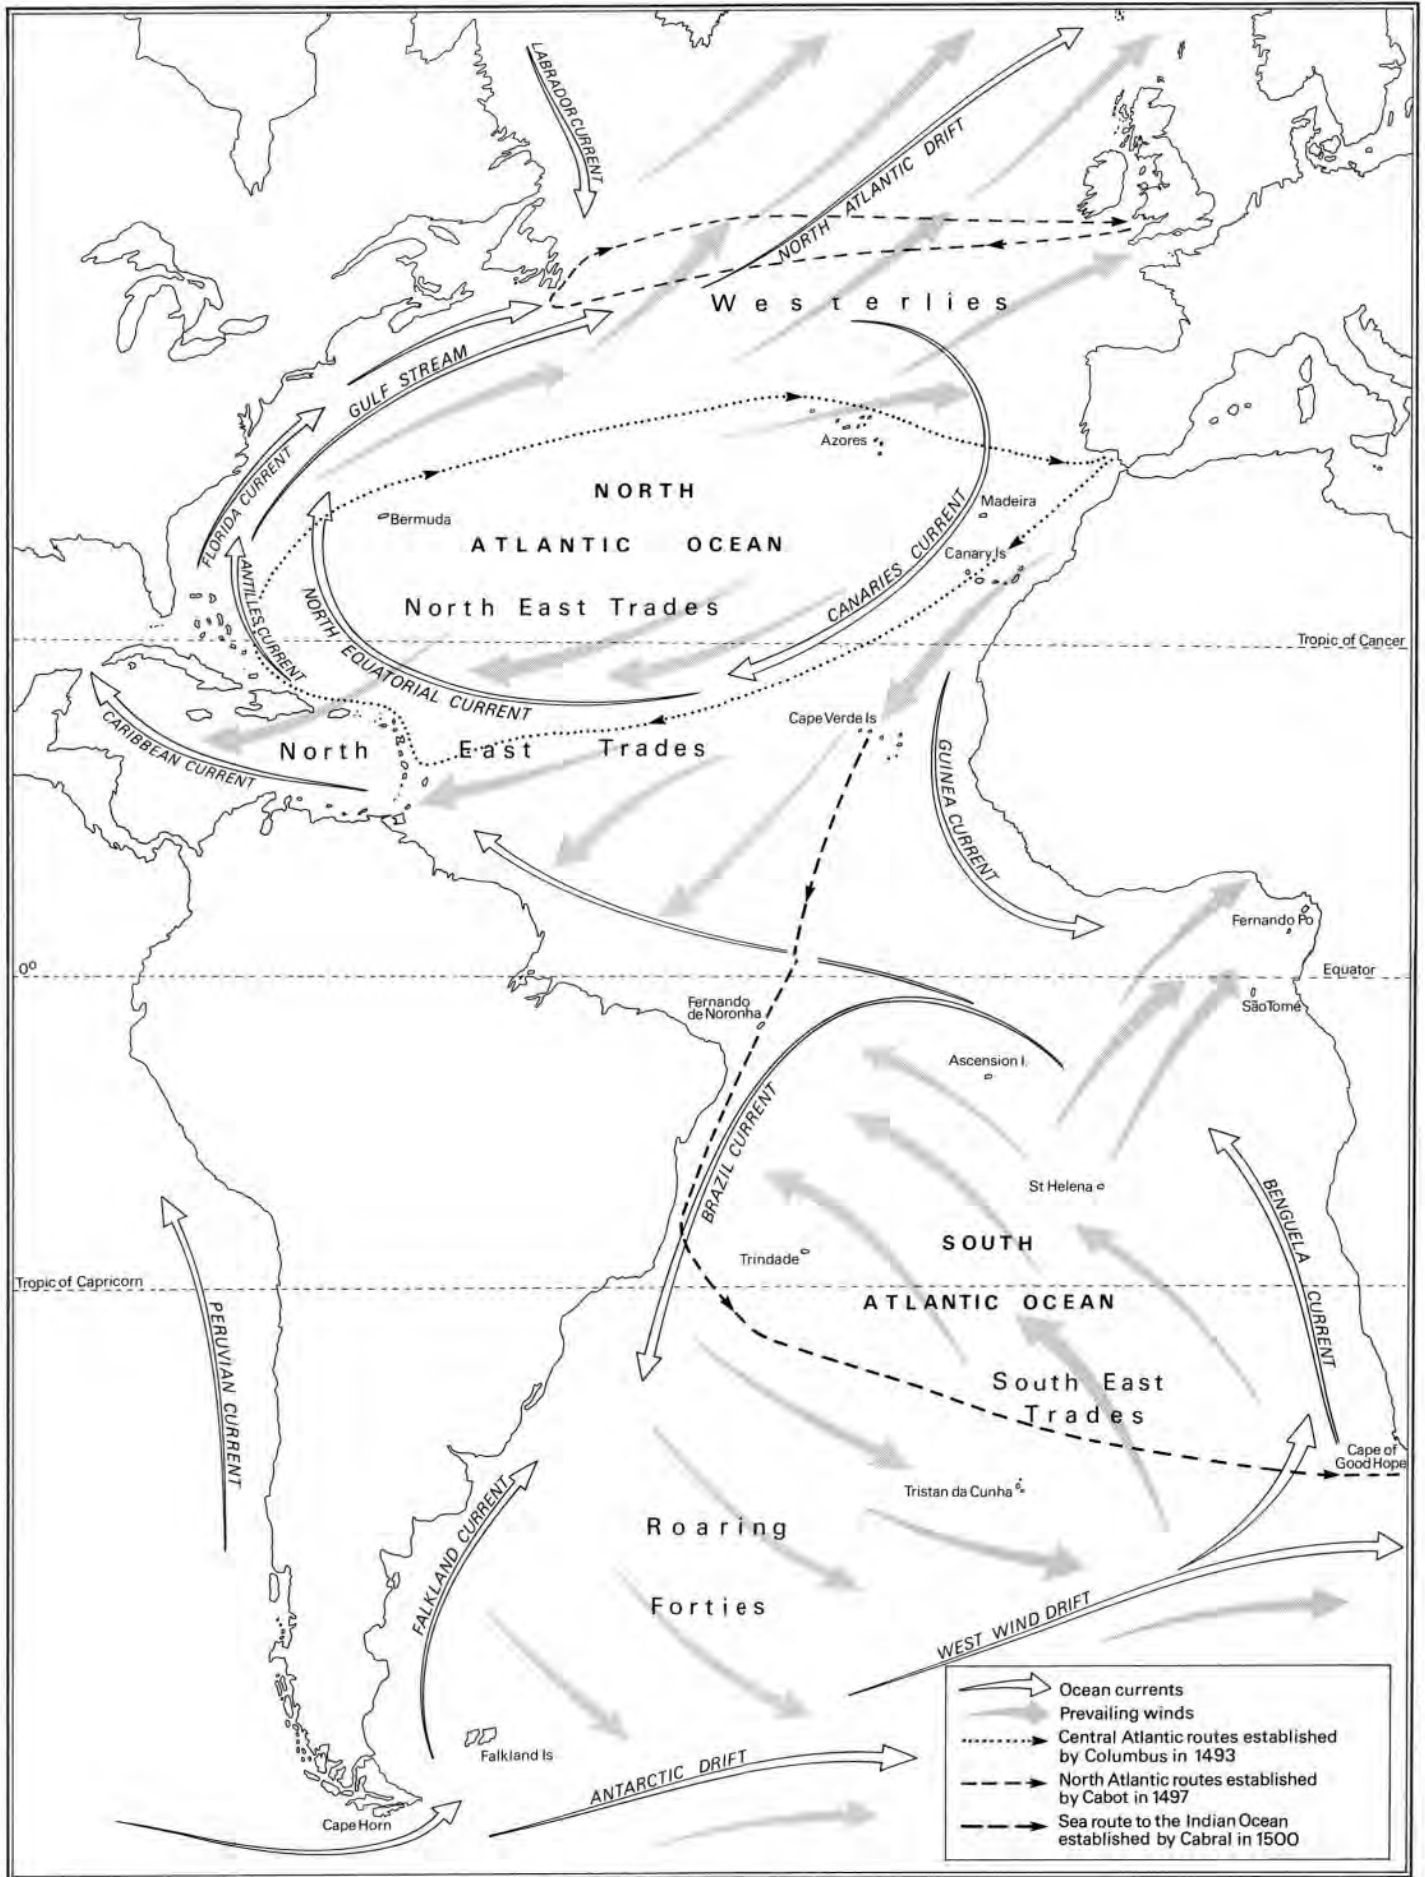 LABRADOR CURRENT
NORTH ATLANTIC DRIFT
Westerlies
GULF STREAM
Azores
FLORIDA CURRENT
NORTH
Madeira
Bermuda
ATLANTIC OCEAN
CANARIES CURRENT
Canary Is
ANTILLES CURRENT
North East Trades
NORTH EQUATORIAL CURRENT
Tropic of Cancer
CARIBBEAN CURRENT
Cape Verde Is
North East Trades
GUINEA CURRENT
Fernando Po
0°
Equator
Fernando
de Noronha
São Tomé
Ascension I.
BRAZIL CURRENT
St Helena
BENGUELA CURRENT
SOUTH
Trindade
Tropic of Capricorn
ATLANTIC OCEAN
PERUVIAN CURRENT
South East
Trades
Cape of
Good Hope
Tristan da Cunha
FALKLAND CURRENT
Roaring
Forties
WEST WIND DRIFT
Ocean currents
Prevailing winds
Central Atlantic routes established
by Columbus in 1493
North Atlantic routes established
by Cabot in 1497
Sea route to the Indian Ocean
established by Cabral in 1500
Falkland Is
ANTARCTIC DRIFT
Cape Horn